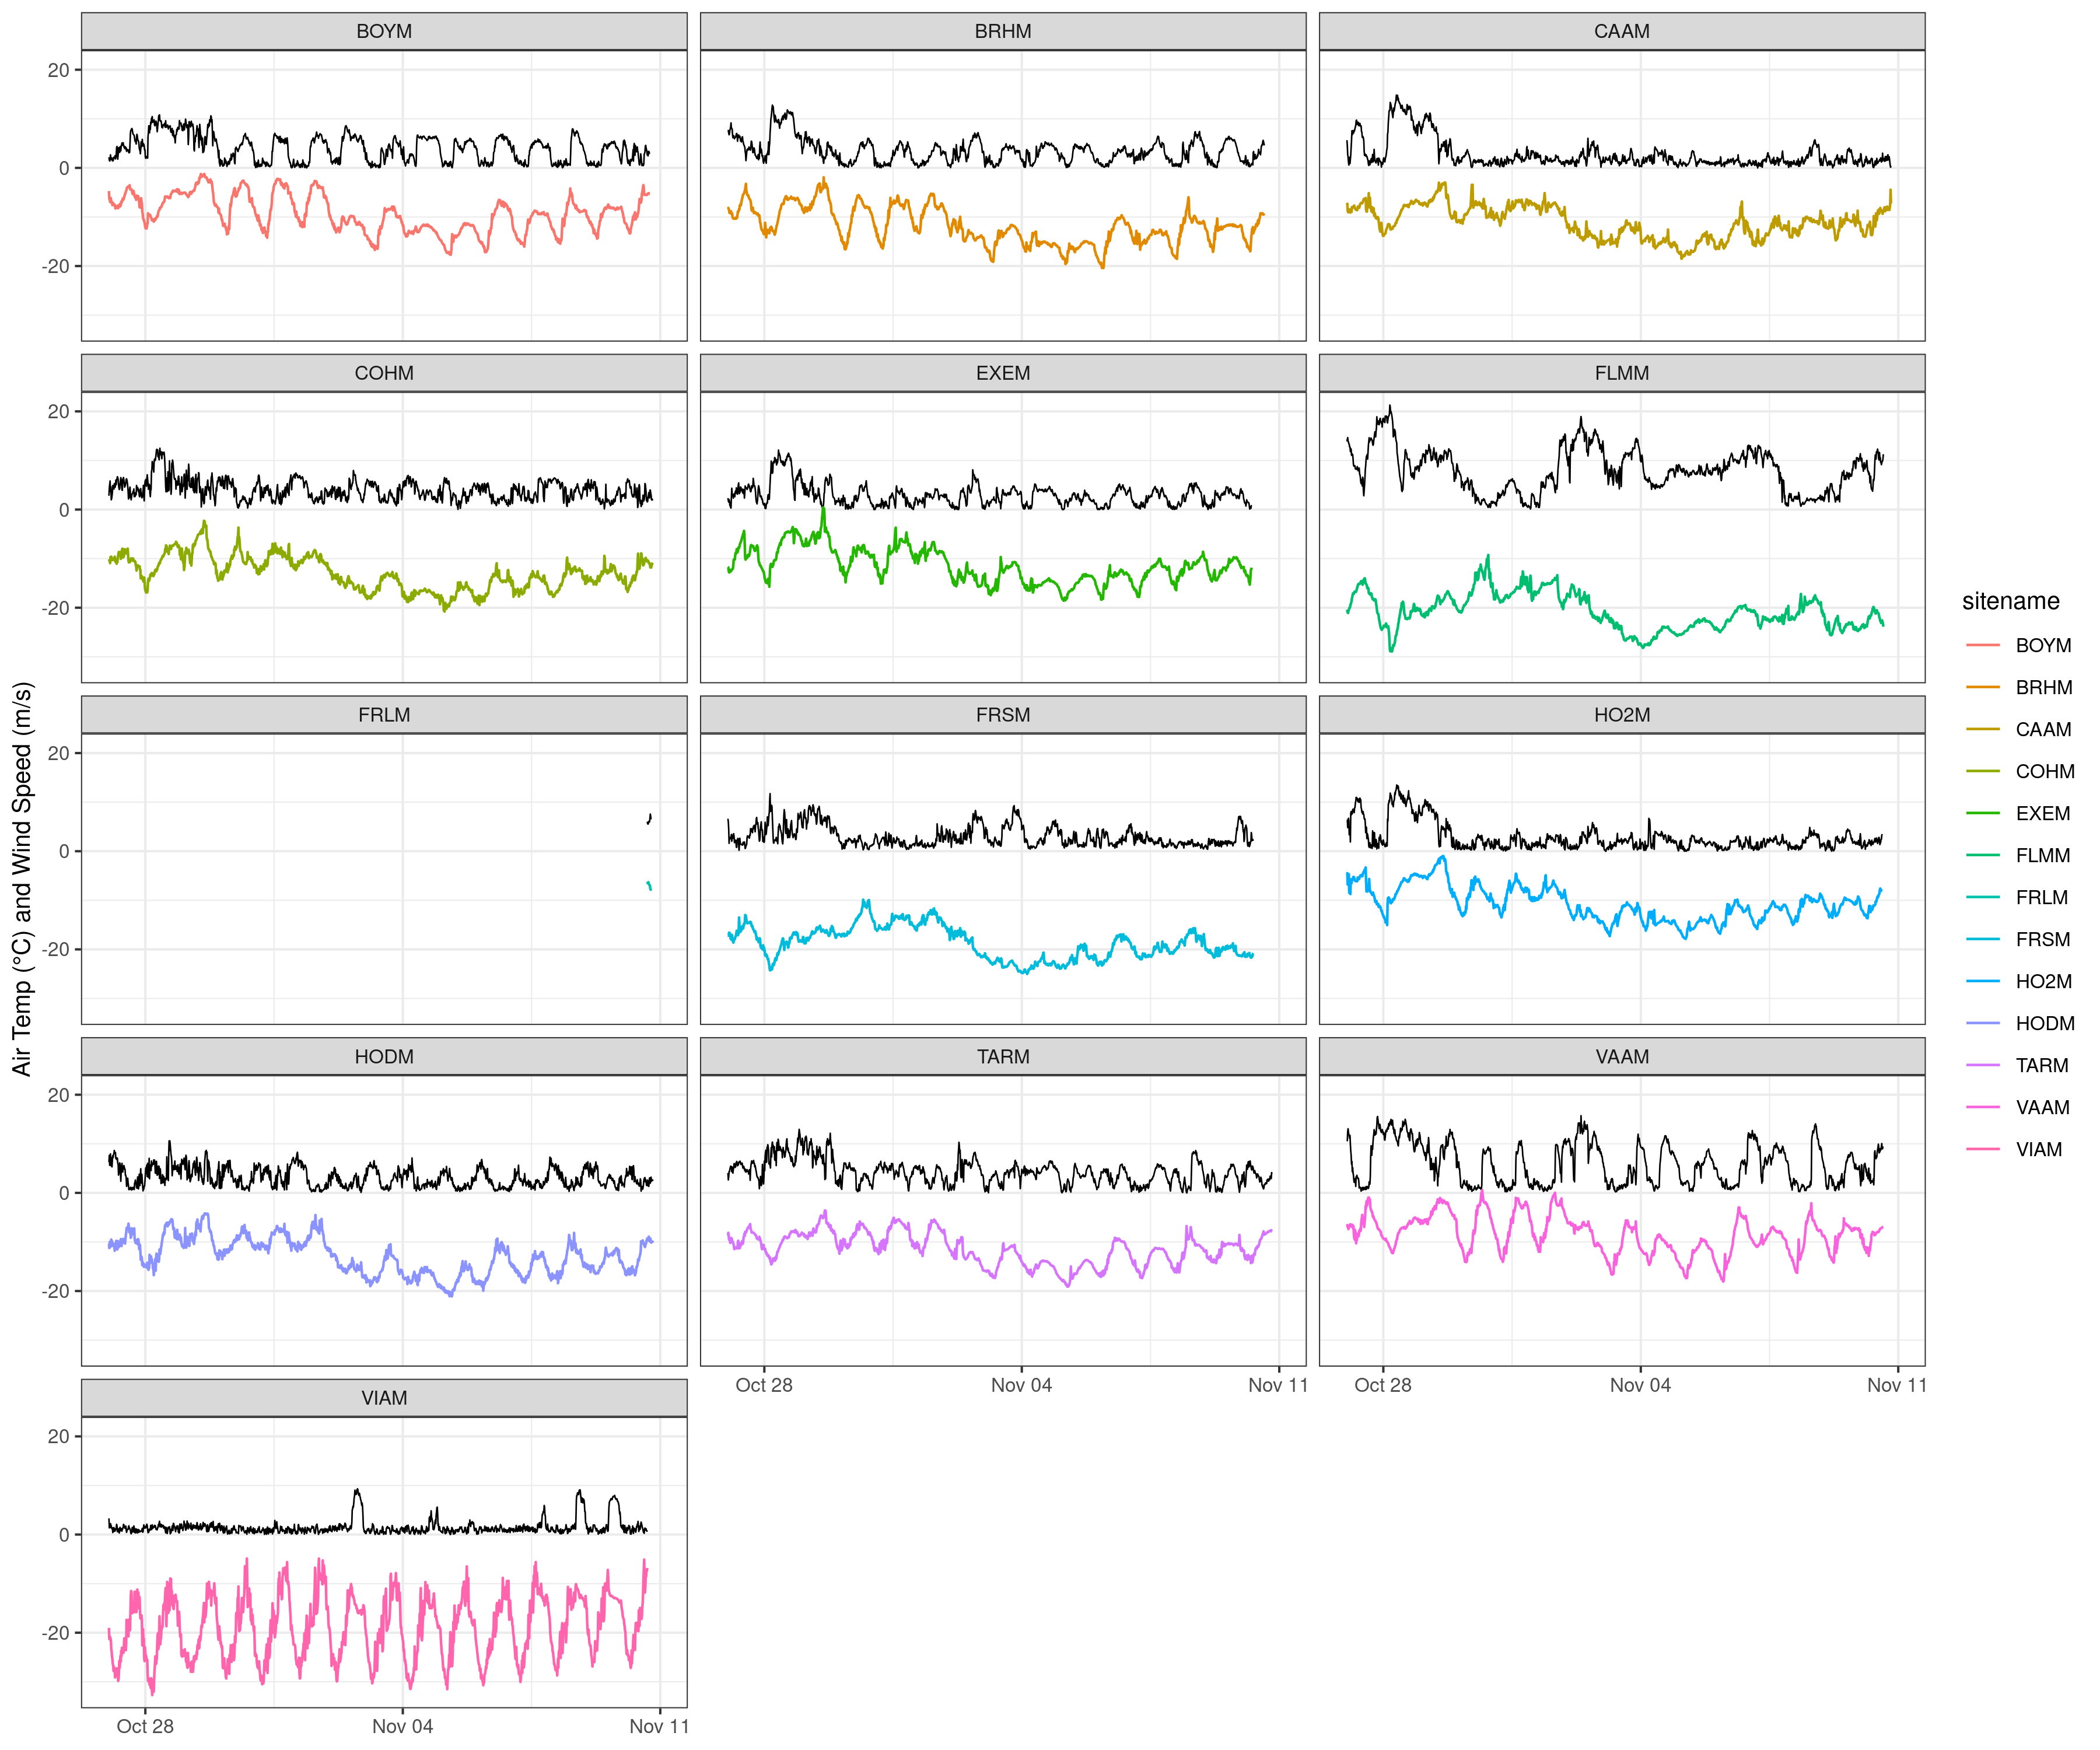 BOYM BRHM CAAM
20
0
-20
COHM EXEM FLMM
20
0
-20
FRLM FRSM HO2M
20
0
-20
HODM TARM VAAM
20
0
-20
Oct 28 Nov 04 Nov 11 Oct 28 Nov 04 Nov 11
VIAM
20
0
-20
Oct 28 Nov 04 Nov 11
Air Temp (°C) and Wind Speed (m/s)
sitename
BOYM
BRHM
CAAM
COHM
EXEM
FLMM
FRLM
FRSM
HO2M
HODM
TARM
VAAM
VIAM